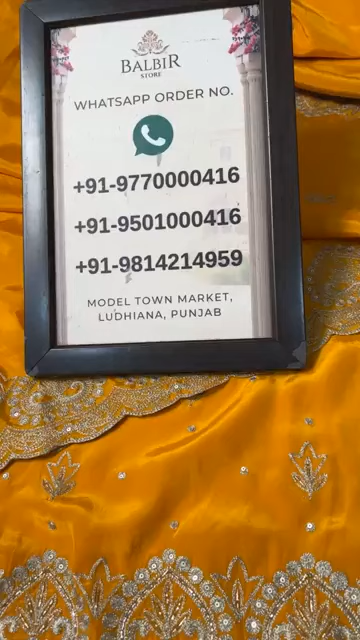 BALBIR
STORE
WHATSAPP ORDER NO.
+91-9770000416
+91-9501000416
+91-9814214959
MODEL TOWN MARKET,
LUDHIANA, PUNJAB